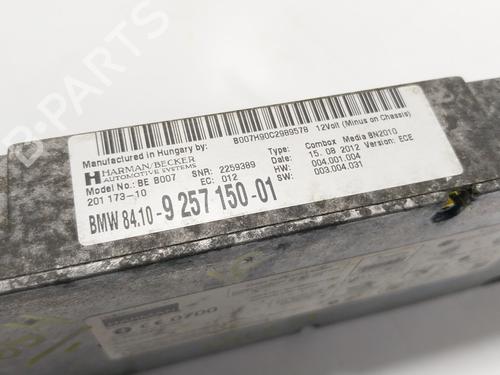 Manufactured in Hungary by:
B007H90C2989578 12Volt (Minus on Chassis)
HARMAN/BECKER
AUTOMOTIVE SYSTEMS
Type: Combox Media BN2010
Model No.: BE B007 SNR: 2259389 15. 08 2012 Version: ECE
201 173-10 EC: 012 HW: 004.001.004
SW: 003.004.031
BMW 84.10- 9 257 150-01
CE 0700